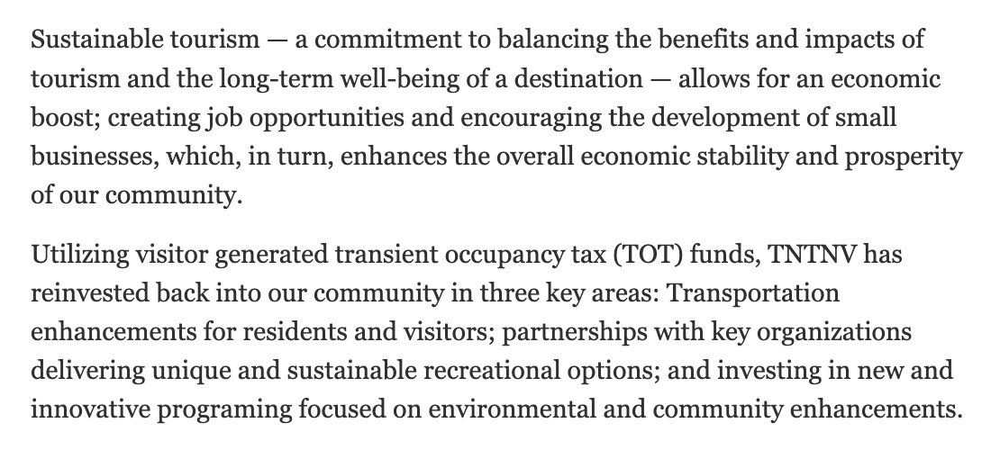 Sustainable tourism — a commitment to balancing the benefits and impacts of
tourism and the long-term well-being of a destination — allows for an economic
boost; creating job opportunities and encouraging the development of small
businesses, which, in turn, enhances the overall economic stability and prosperity
of our community.
Utilizing visitor generated transient occupancy tax (TOT) funds, TNTNV has
reinvested back into our community in three key areas: Transportation
enhancements for residents and visitors; partnerships with key organizations
delivering unique and sustainable recreational options; and investing in new and
innovative programing focused on environmental and community enhancements.